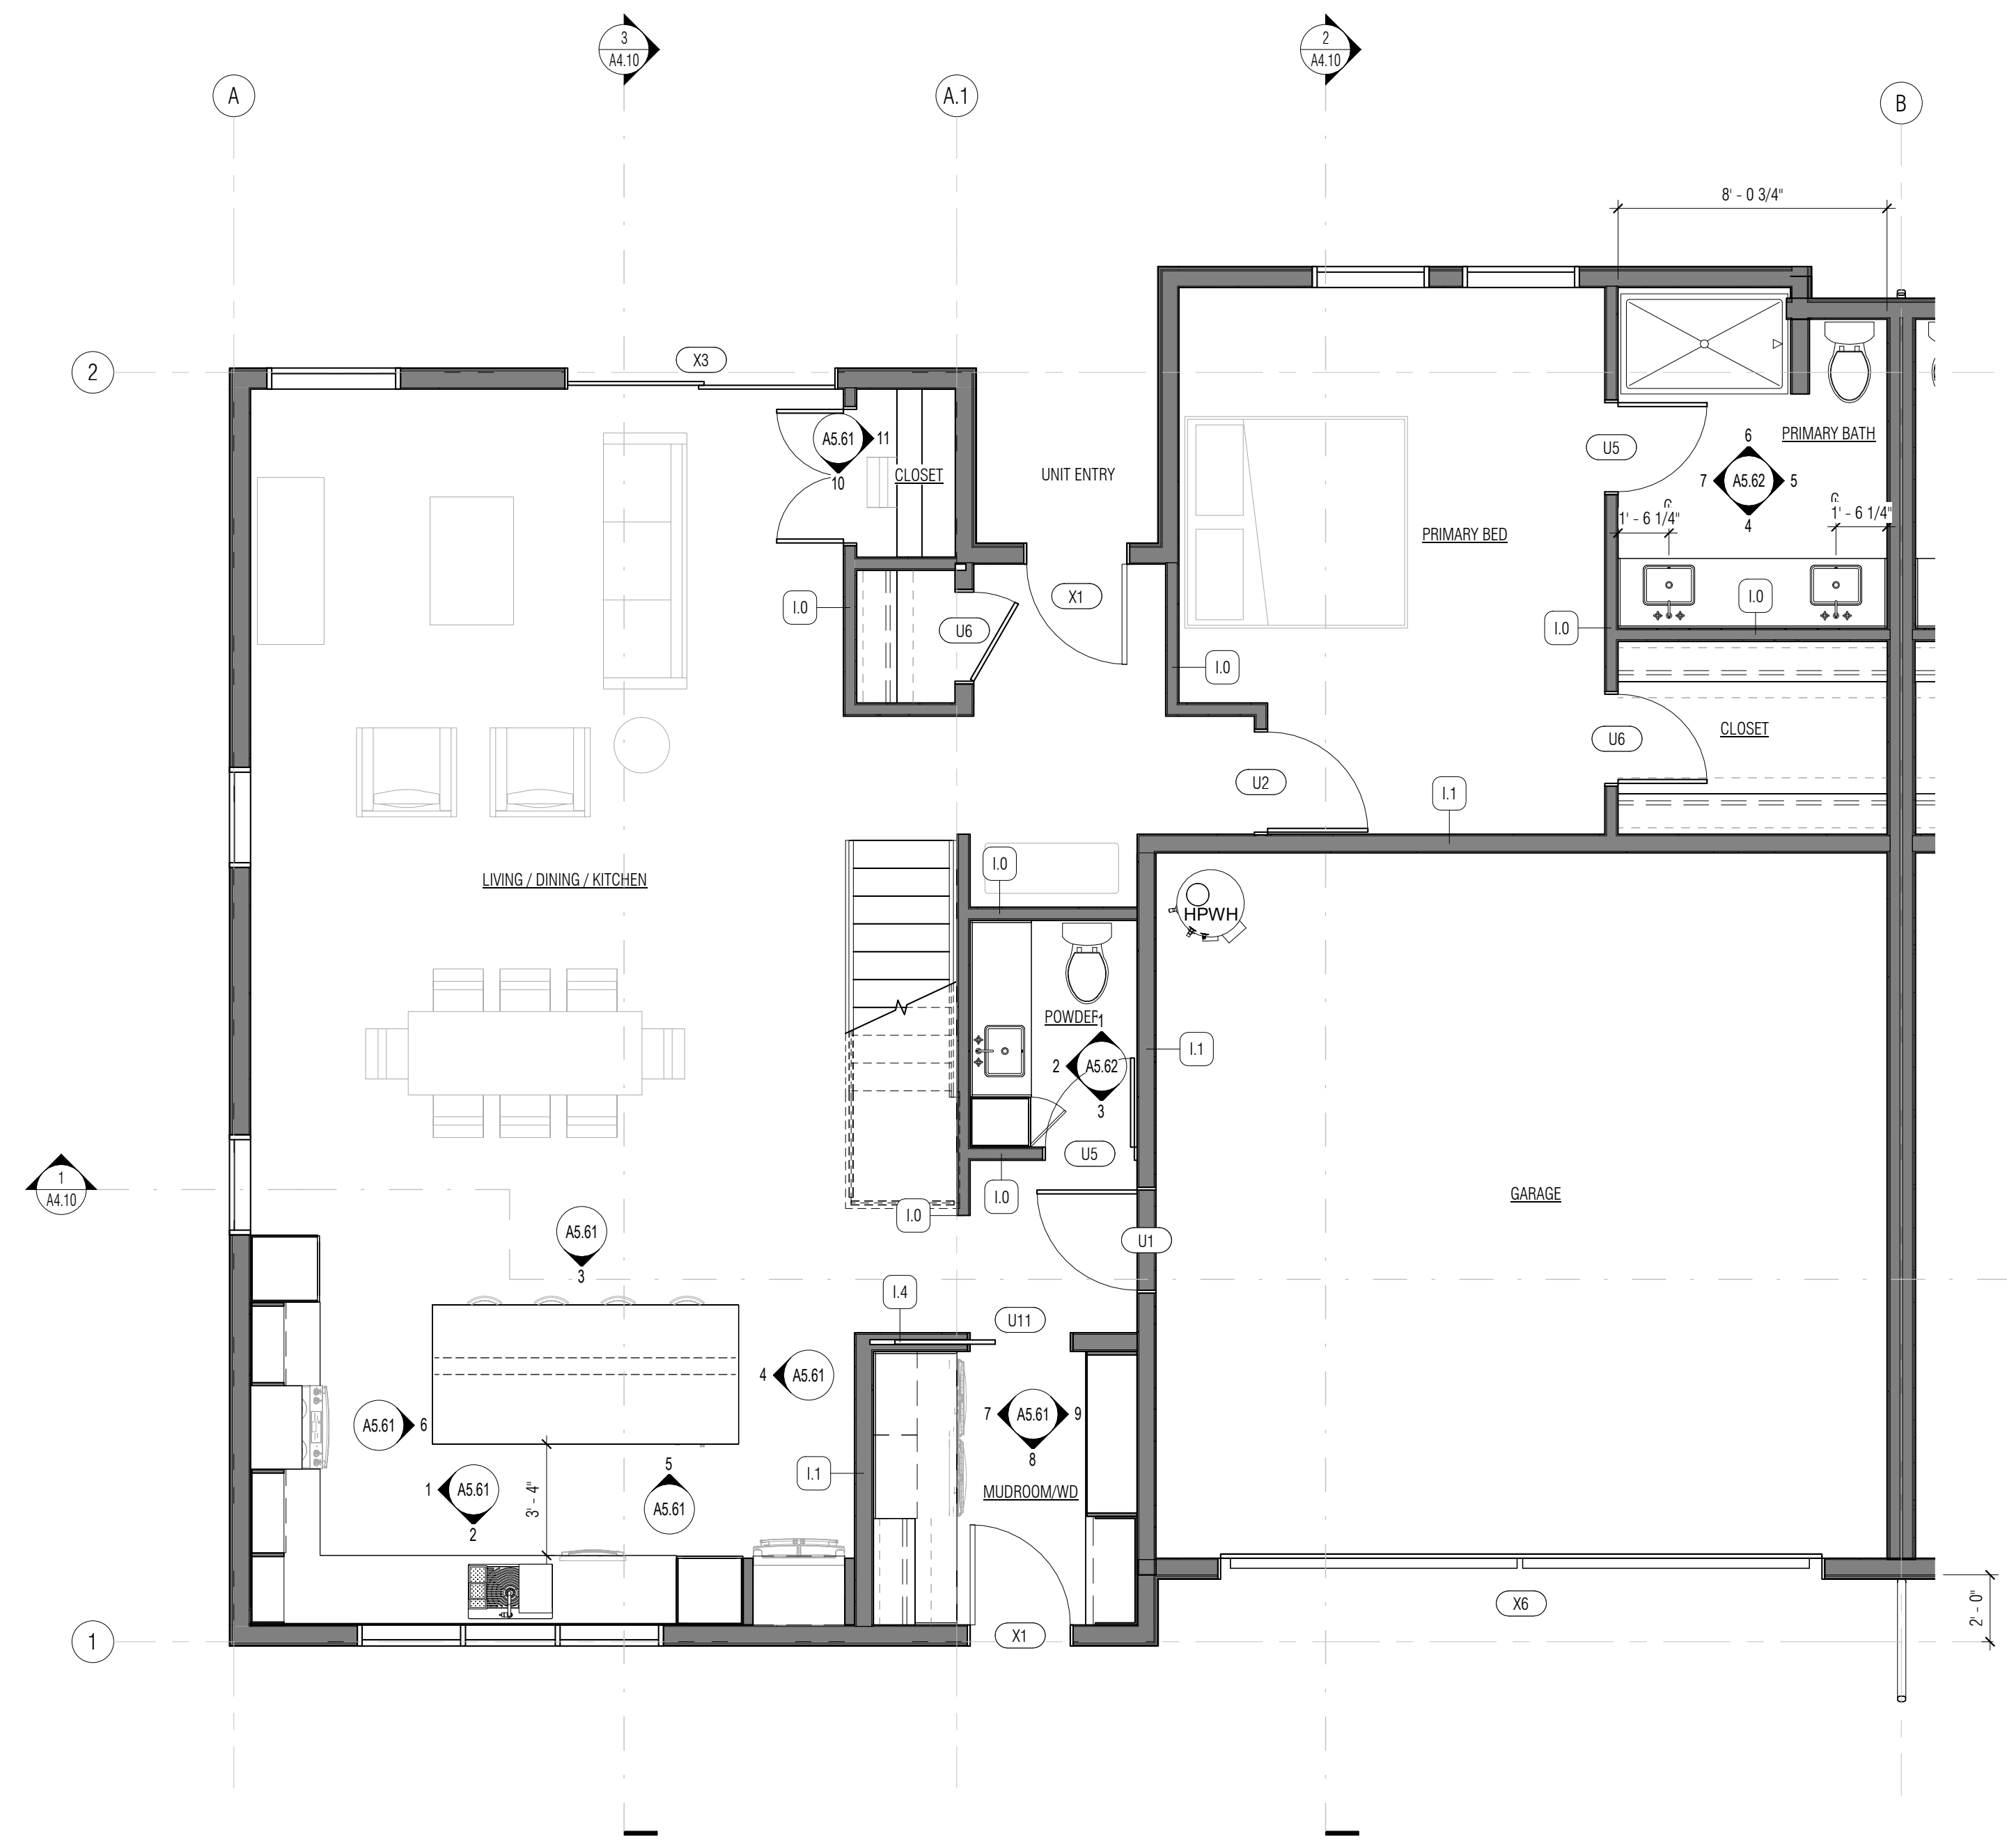 3
A4.10
2
A4.10
A
A.1
B
8' - 0 3/4"
2
X3
A5.61
11
10
CLOSET
UNIT ENTRY
U5
PRIMARY BATH
6
7
A5.62
5
4
1' - 6 1/4"
1' - 6 1/4"
PRIMARY BED
I.0
X1
I.0
U6
I.0
I.0
CLOSET
U6
U2
I.1
I.0
LIVING / DINING / KITCHEN
HPWH
POWDER
1
2
A5.62
3
I.1
U5
1
A4.10
I.0
I.0
GARAGE
A5.61
3
U1
I.4
U11
4
A5.61
A5.61
6
7
A5.61
9
8
5
A5.61
1
A5.61
2
3' - 4"
I.1
MUDROOM/WD
X6
2' - 0"
1
X1